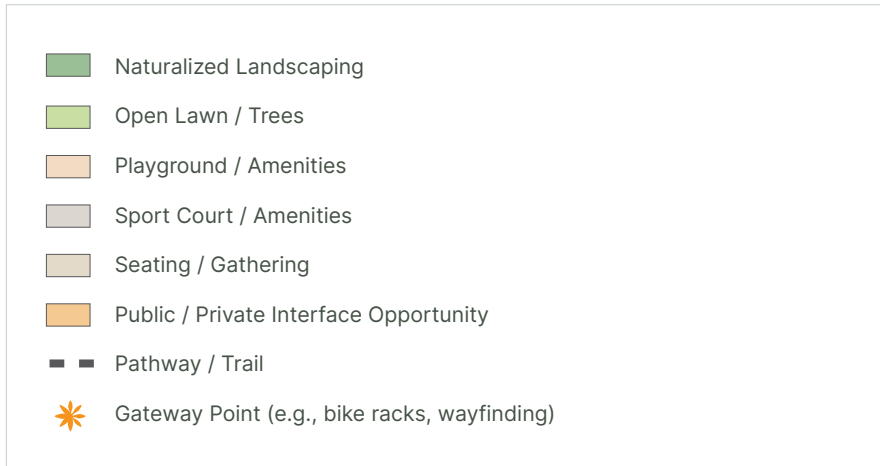 Naturalized Landscaping
Open Lawn / Trees
Playground / Amenities
Sport Court / Amenities
Seating / Gathering
Public / Private Interface Opportunity
Pathway / Trail
Gateway Point (e.g., bike racks, wayfinding)